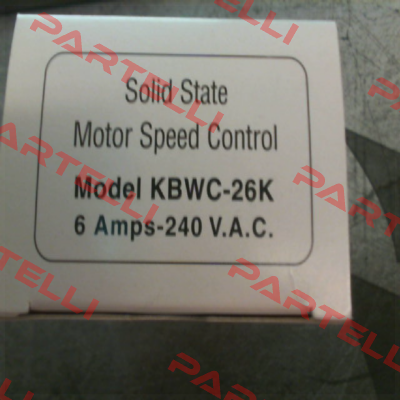 Solid State
Motor Speed Control
Model KBWC-26K
6 Amps-240 V.A.C.
PARTELLI
PARTELLI
PARTELLI
PARTELLI